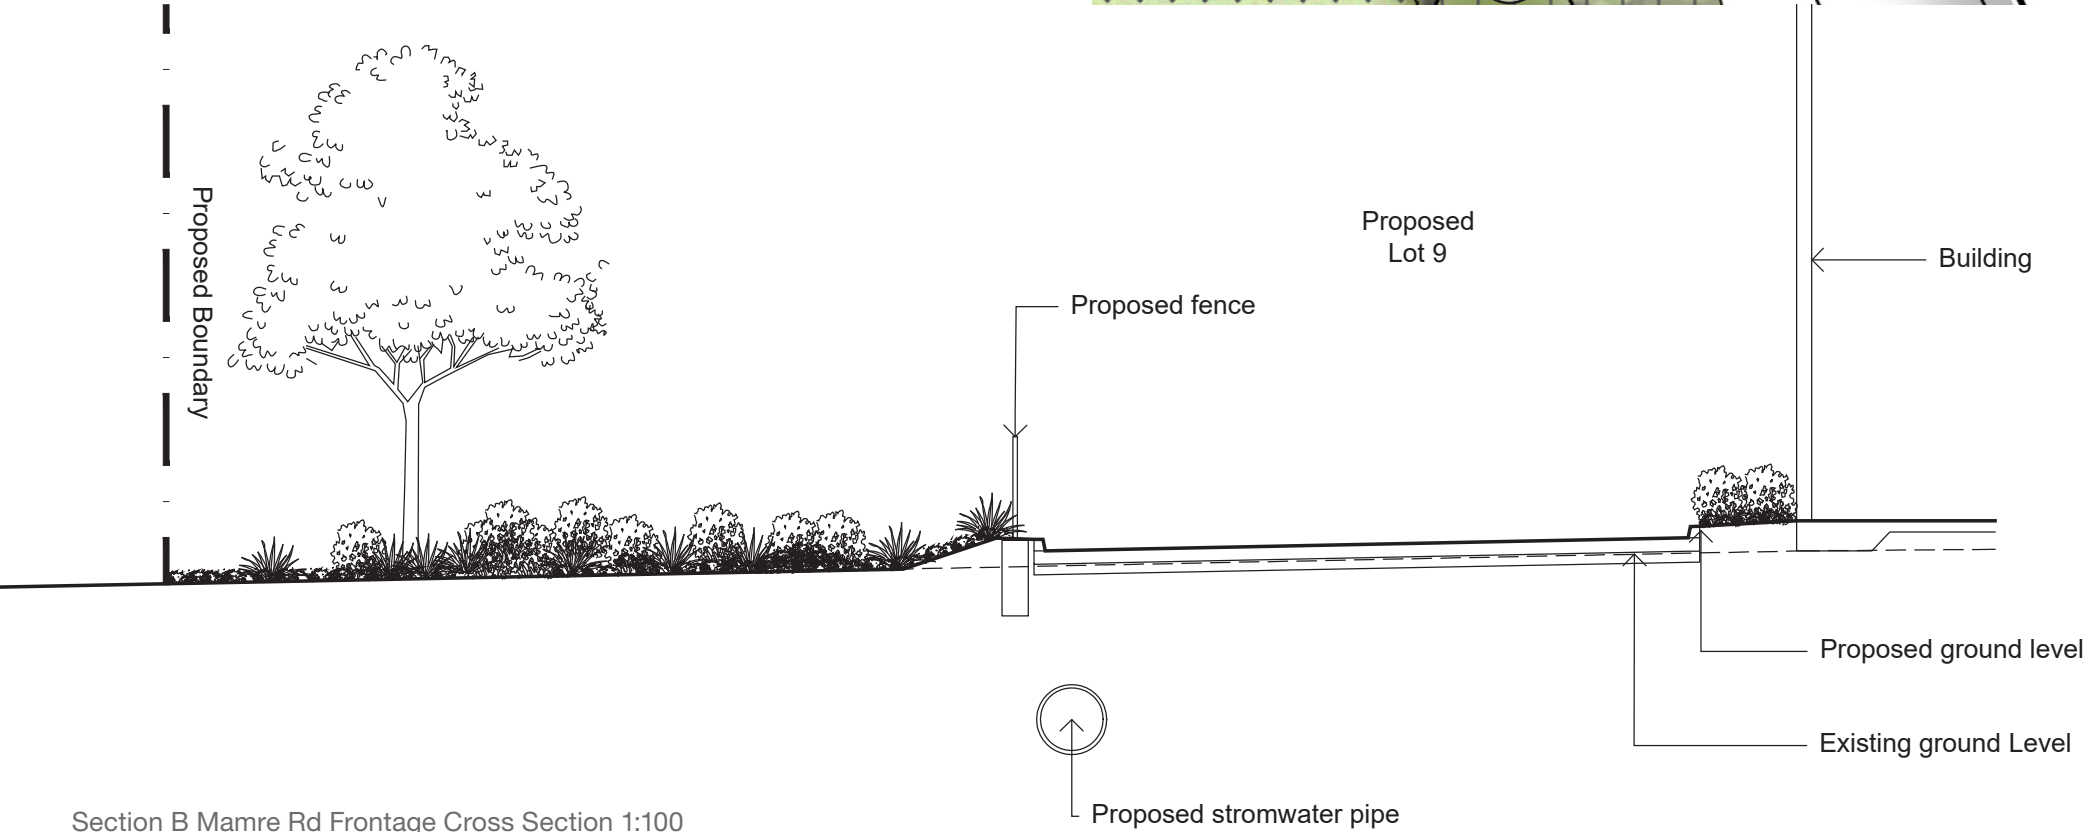 Proposed Boundary
Proposed
Lot 9
Building
Proposed fence
Proposed ground level
Existing ground Level
Proposed stromwater pipe
Section B Mamre Rd Frontage Cross Section 1:100